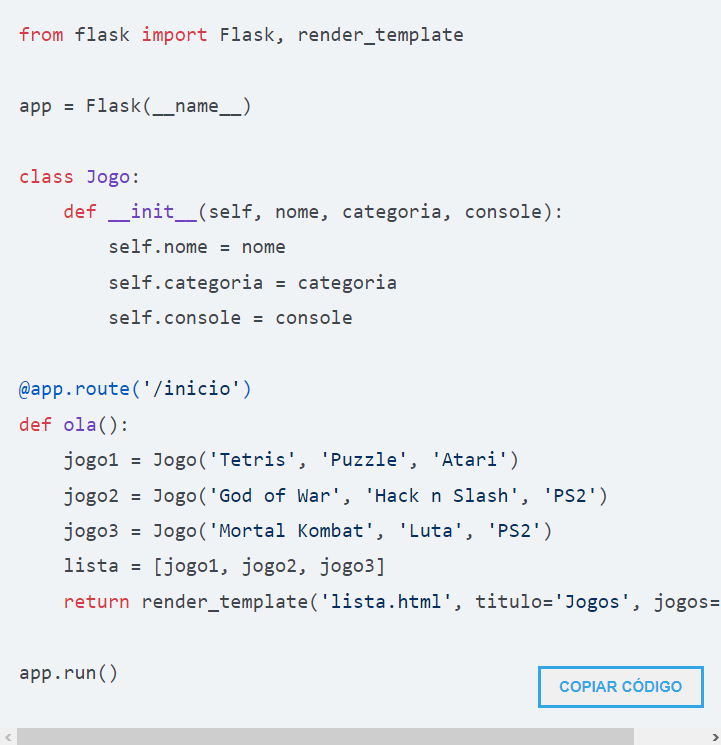 from flask import Flask, render_template
app = Flask(__name__)
class Jogo:
def __init__(self, nome, categoria, console):
self.nome = nome
self.categoria = categoria
self.console = console
@app.route('/inicio')
def ola():
jogo1 = Jogo('Tetris', 'Puzzle', 'Atari')
jogo2 = Jogo('God of War', 'Hack n Slash', 'PS2')
jogo3 = Jogo('Mortal Kombat', 'Luta', 'PS2')
lista = [jogo1, jogo2, jogo3]
return render_template('lista.html', titulo='Jogos', jogos=
app.run()
COPIAR CÓDIGO